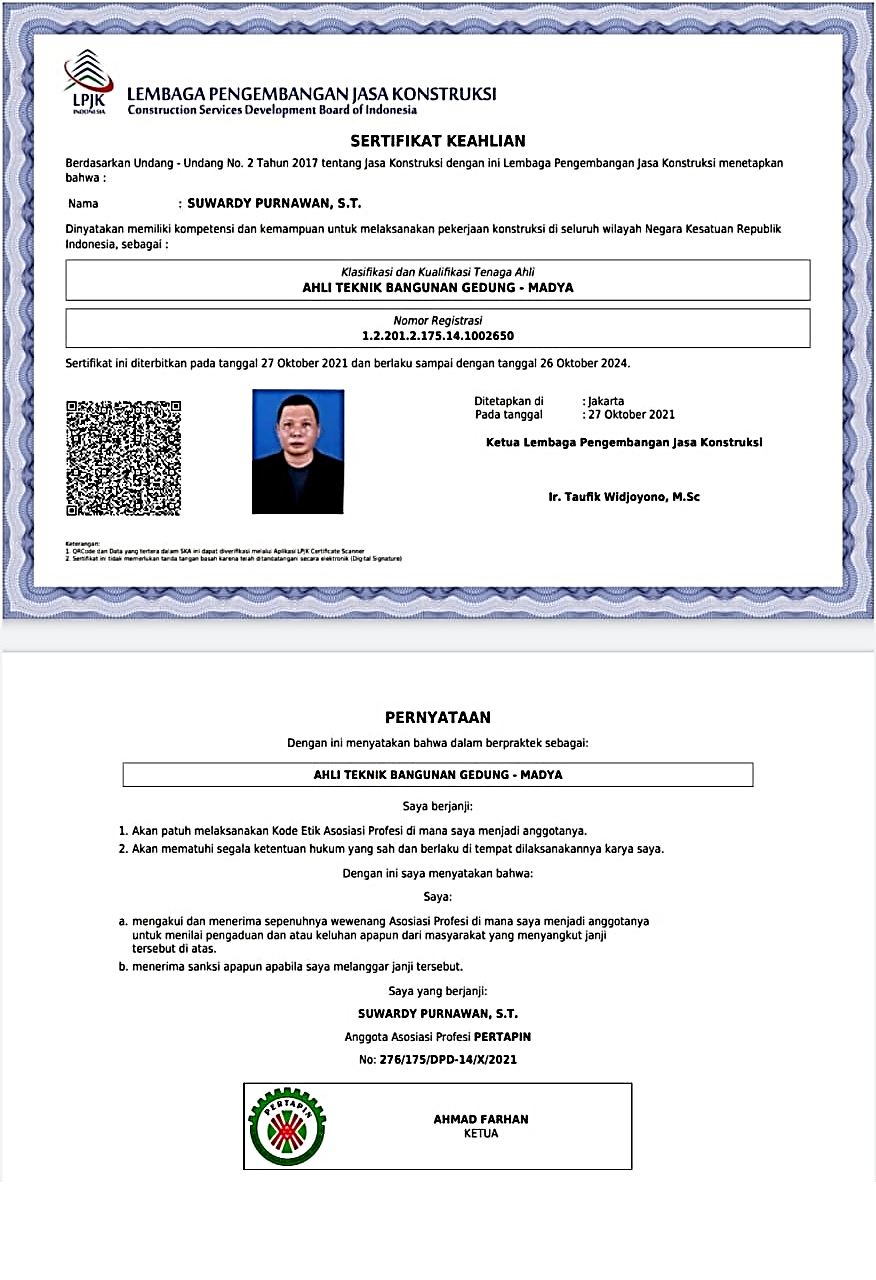 LPJK
INDONESIA
LEMBAGA PENGEMBANGAN JASA KONSTRUKSI
Construction Services Development Board of Indonesia
SERTIFIKAT KEAHLIAN
Berdasarkan Undang - Undang No. 2 Tahun 2017 tentang Jasa Konstruksi dengan ini Lembaga Pengembangan Jasa Konstruksi menetapkan
bahwa :
Nama : SUWARDY PURNAWAN, S.T.
Dinyatakan memiliki kompetensi dan kemampuan untuk melaksanakan pekerjaan konstruksi di seluruh wilayah Negara Kesatuan Republik
Indonesia, sebagai :
Klasifikasi dan Kualifikasi Tenaga Ahli
AHLI TEKNIK BANGUNAN GEDUNG - MADYA
Nomor Registrasi
1.2.201.2.175.14.1002650
Sertifikat ini diterbitkan pada tanggal 27 Oktober 2021 dan berlaku sampai dengan tanggal 26 Oktober 2024.
Ditetapkan di : Jakarta
Pada tanggal : 27 Oktober 2021
Ketua Lembaga Pengembangan Jasa Konstruksi
Ir. Taufik Widjoyono, M.Sc
Keterangan:
1. QRCode dan Data yang tertera dalam SKA ini dapat diverifikasi melalui Aplikasi LPJK Certificate Scanner
2. Sertifikat ini tidak memerlukan tanda tangan basah karena telah ditandatangani secara elektronik (Digital Signature)
PERNYATAAN
Dengan ini menyatakan bahwa dalam berpraktek sebagai:
AHLI TEKNIK BANGUNAN GEDUNG - MADYA
Saya berjanji:
1. Akan patuh melaksanakan Kode Etik Asosiasi Profesi di mana saya menjadi anggotanya.
2. Akan mematuhi segala ketentuan hukum yang sah dan berlaku di tempat dilaksanakannya karya saya.
Dengan ini saya menyatakan bahwa:
Saya:
a. mengakui dan menerima sepenuhnya wewenang Asosiasi Profesi di mana saya menjadi anggotanya
untuk menilai pengaduan dan atau keluhan apapun dari masyarakat yang menyangkut janji
tersebut di atas.
b. menerima sanksi apapun apabila saya melanggar janji tersebut.
Saya yang berjanji:
SUWARDY PURNAWAN, S.T.
Anggota Asosiasi Profesi PERTAPIN
No: 276/175/DPD-14/X/2021
PERTAPIN
AHMAD FARHAN
KETUA